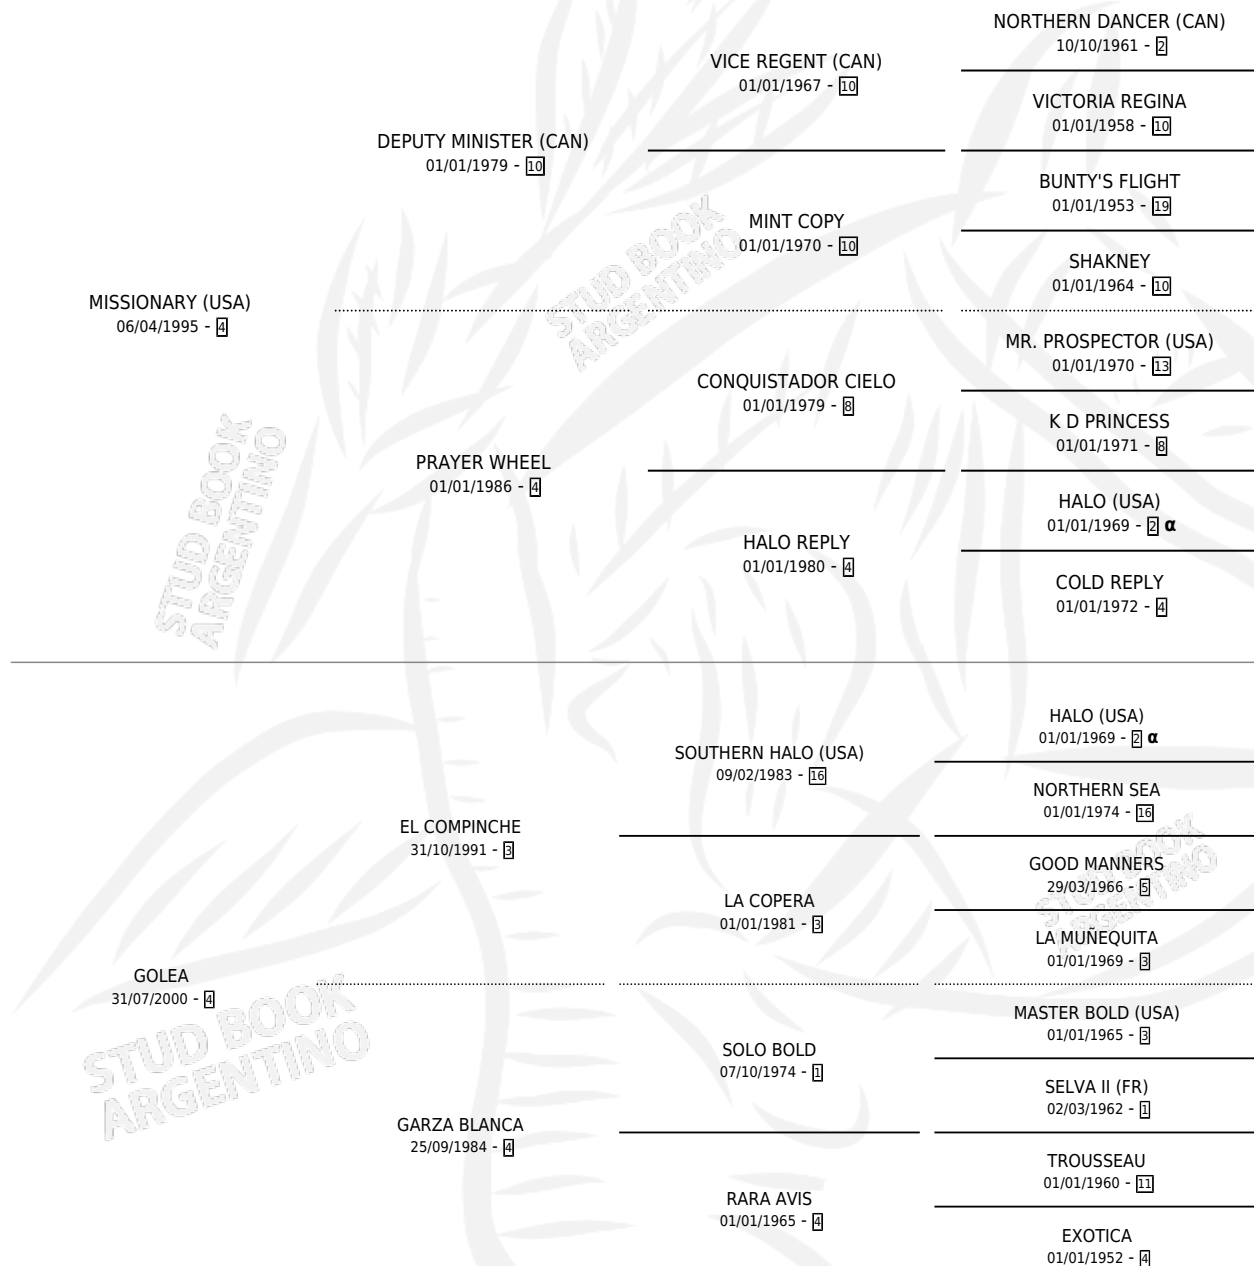 NORTHERN DANCER (CAN)
10/10/1961 - 2
VICE REGENT (CAN)
01/01/1967 - 10
VICTORIA REGINA
01/01/1958 - 10
DEPUTY MINISTER (CAN)
01/01/1979 - 10
BUNTY'S FLIGHT
01/01/1953 - 19
MINT COPY
01/01/1970 - 10
SHAKNEY
01/01/1964 - 10
MISSIONARY (USA)
06/04/1995 - 4
MR. PROSPECTOR (USA)
01/01/1970 - 13
CONQUISTADOR CIELO
01/01/1979 - 8
K D PRINCESS
01/01/1971 - 8
PRAYER WHEEL
01/01/1986 - 4
HALO (USA)
01/01/1969 - 2 α
HALO REPLY
01/01/1980 - 4
COLD REPLY
01/01/1972 - 4
HALO (USA)
01/01/1969 - 2 α
SOUTHERN HALO (USA)
09/02/1983 - 16
NORTHERN SEA
01/01/1974 - 16
EL COMPINCHE
31/10/1991 - 3
GOOD MANNERS
29/03/1966 - 5
LA COPERA
01/01/1981 - 3
LA MUÑEQUITA
01/01/1969 - 3
GOLEA
31/07/2000 - 4
MASTER BOLD (USA)
01/01/1965 - 3
SOLO BOLD
07/10/1974 - 1
SELVA II (FR)
02/03/1962 - 1
GARZA BLANCA
25/09/1984 - 4
TROUSSEAU
01/01/1960 - 11
RARA AVIS
01/01/1965 - 4
EXOTICA
01/01/1952 - 4
STUD BOOK
ARGENTINO
STUD BOOK
ARGENTINO
STUD BOOK
ARGENTINO
STUD BOOK
ARGENTINO